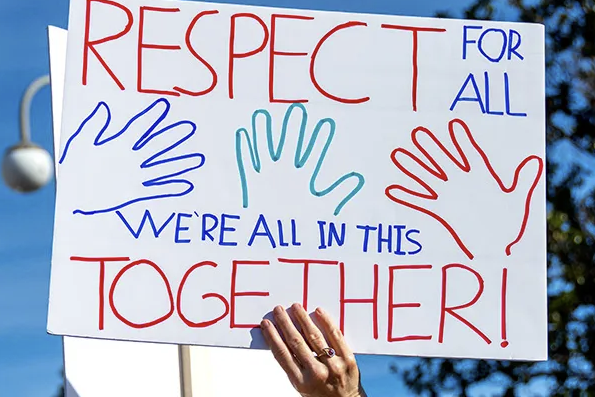 RESPECT FOR ALL
WE'RE ALL IN THIS
TOGETHER!